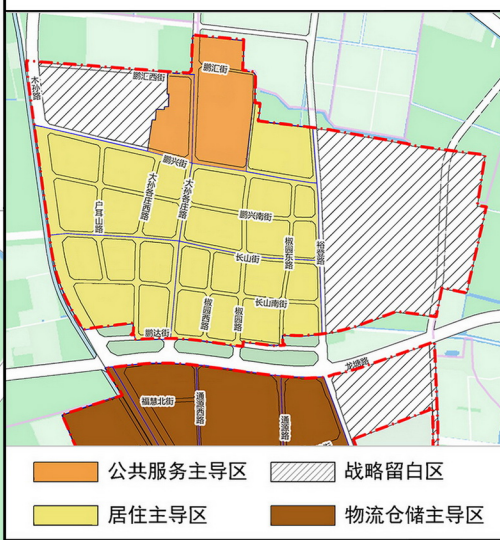 鹏汇街
鹏汇西街
木孙路
鹏兴街
大孙各庄西路
大孙各庄路
户耳山路
鹏兴南街
椒园东路
裕登路
长山街
椒园西路
椒园路
长山南街
鹏达街
龙塘路
福慧北街
通源西路
通源路
街
公共服务主导区
战略留白区
居住主导区
物流仓储主导区